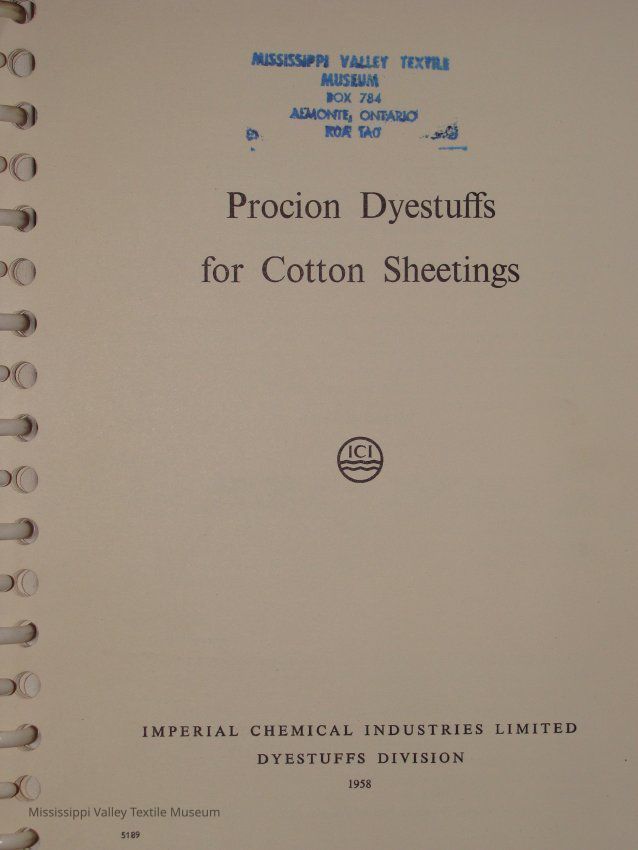 MISSISSIPPI VALLEY TEXTILE
MUSEUM
BOX 784
ALMONTE, ONTARIO
K0A 1A0
Procion Dyestuffs
for Cotton Sheetings
ICI
IMPERIAL CHEMICAL INDUSTRIES LIMITED
DYESTUFFS DIVISION
1958
Mississippi Valley Textile Museum
5189